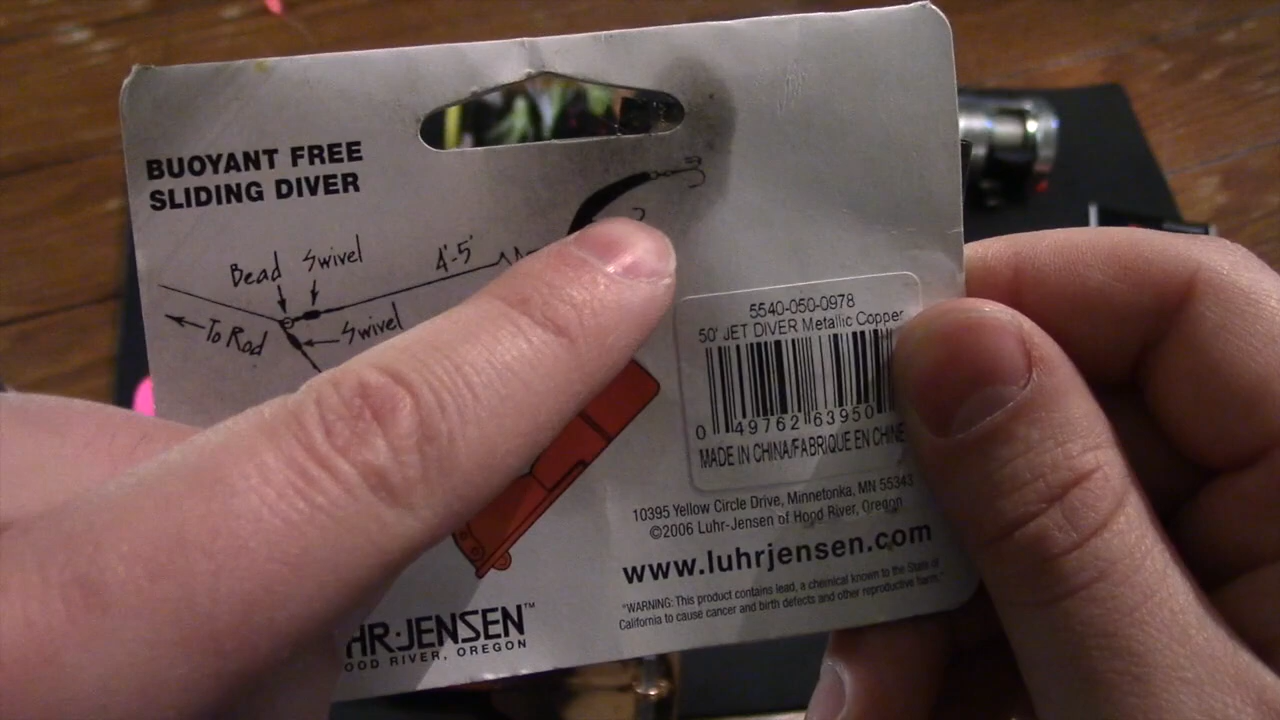 BUOYANT FREE
SLIDING DIVER
Bead Swivel 4'-5'
To Rod Swivel
5540-050-0978
50' JET DIVER Metallic Copper
0 49762 63950
MADE IN CHINA/FABRIQUE EN CHINE
10395 Yellow Circle Drive, Minnetonka, MN 55343
©2006 Luhr-Jensen of Hood River, Oregon
www.luhrjensen.com
"WARNING: This product contains lead, a chemical known to the State of
California to cause cancer and birth defects and other reproductive harm."
HR-JENSEN™
OOD RIVER, OREGON